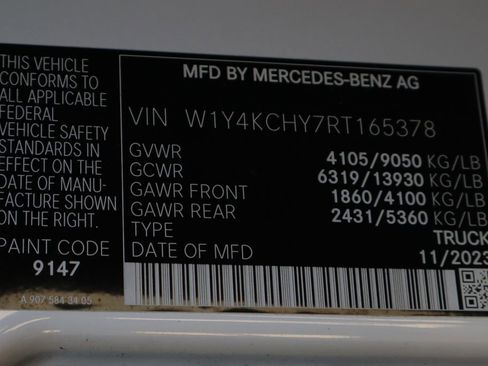 THIS VEHICLE
CONFORMS TO
ALL APPLICABLE
FEDERAL
VEHICLE SAFETY
STANDARDS IN
EFFECT ON THE
DATE OF MANU-
FACTURE SHOWN
ON THE RIGHT.
PAINT CODE
9147
A 907 584 34 05
MFD BY MERCEDES-BENZ AG
VIN W1Y4KCHY7RT165378
GVWR 4105/9050 KG/LB
GCWR 6319/13930 KG/LB
GAWR FRONT 1860/4100 KG/LB
GAWR REAR 2431/5360 KG/LB
TYPE TRUCK
DATE OF MFD 11/2023